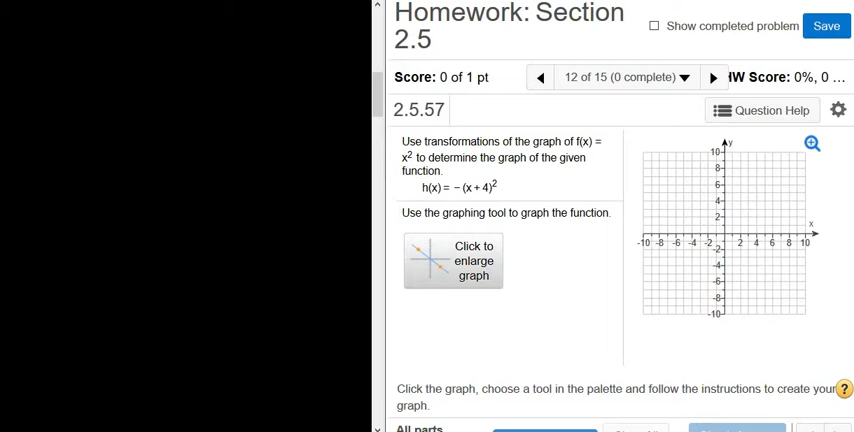 Homework: Section
2.5
Show completed problem
Save
Score: 0 of 1 pt
12 of 15 (0 complete)
HW Score: 0%, 0 ...
2.5.57
Question Help
Use transformations of the graph of f(x) =
x² to determine the graph of the given
function.
h(x) = − (x + 4)²
Use the graphing tool to graph the function.
Click to
enlarge
graph
y
10
8
6
4
2
x
-10 -8 -6 -4 -2 2 4 6 8 10
-2
-4
-6
-8
-10
Click the graph, choose a tool in the palette and follow the instructions to create your
graph.
?
All parts